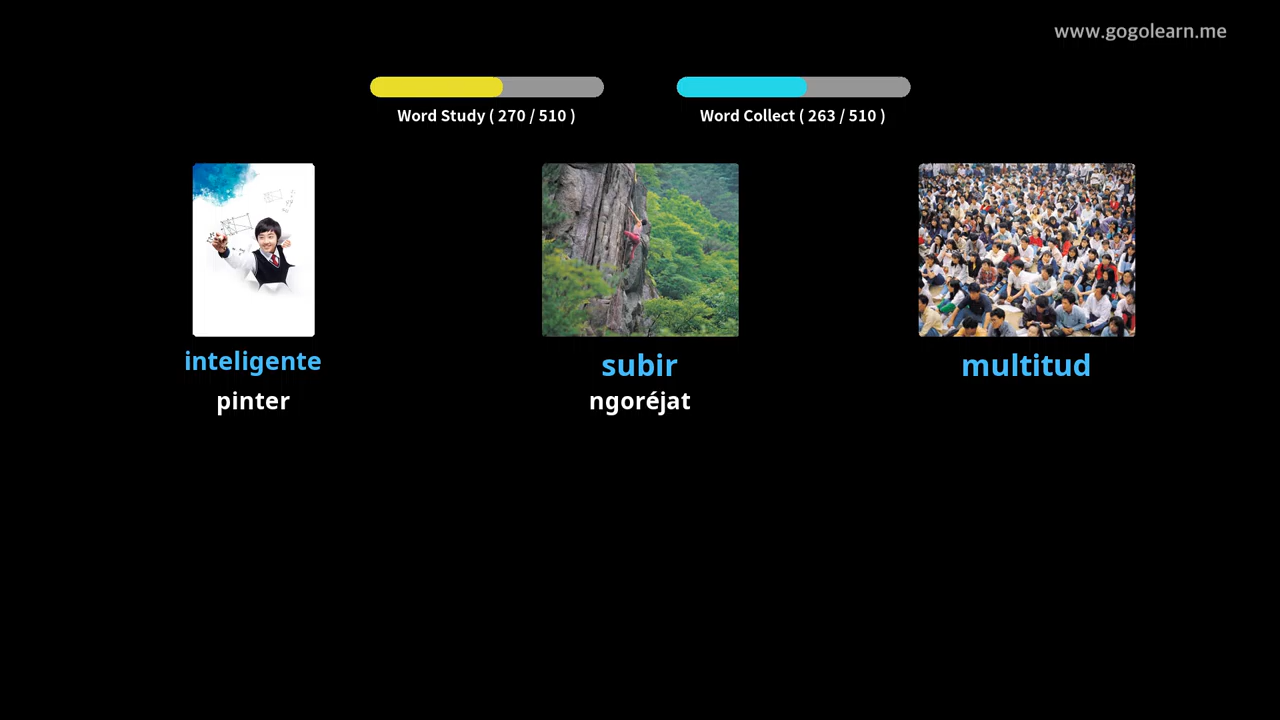 www.gogolearn.me
Word Study ( 270 / 510 )
Word Collect ( 263 / 510 )
inteligente
subir
multitud
pinter
ngoréjat